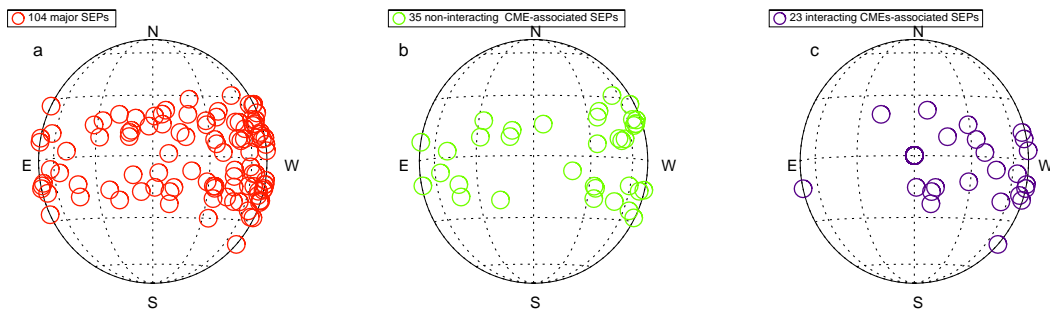 104 major SEPs
a
N
E
W
S
35 non-interacting CME-associated SEPs
b
N
E
W
S
23 interacting CMEs-associated SEPs
c
N
E
W
S